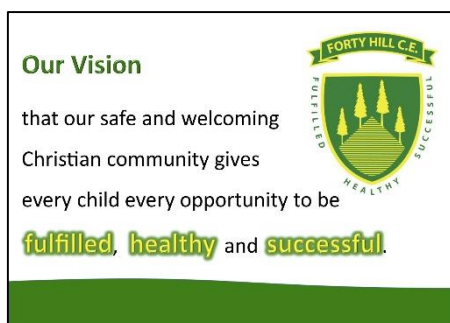 Our Vision
that our safe and welcoming
Christian community gives
every child every opportunity to be
fulfilled, healthy and successful.
FORTY HILL C.E.
FULFILLED
HEALTHY
SUCCESSFUL